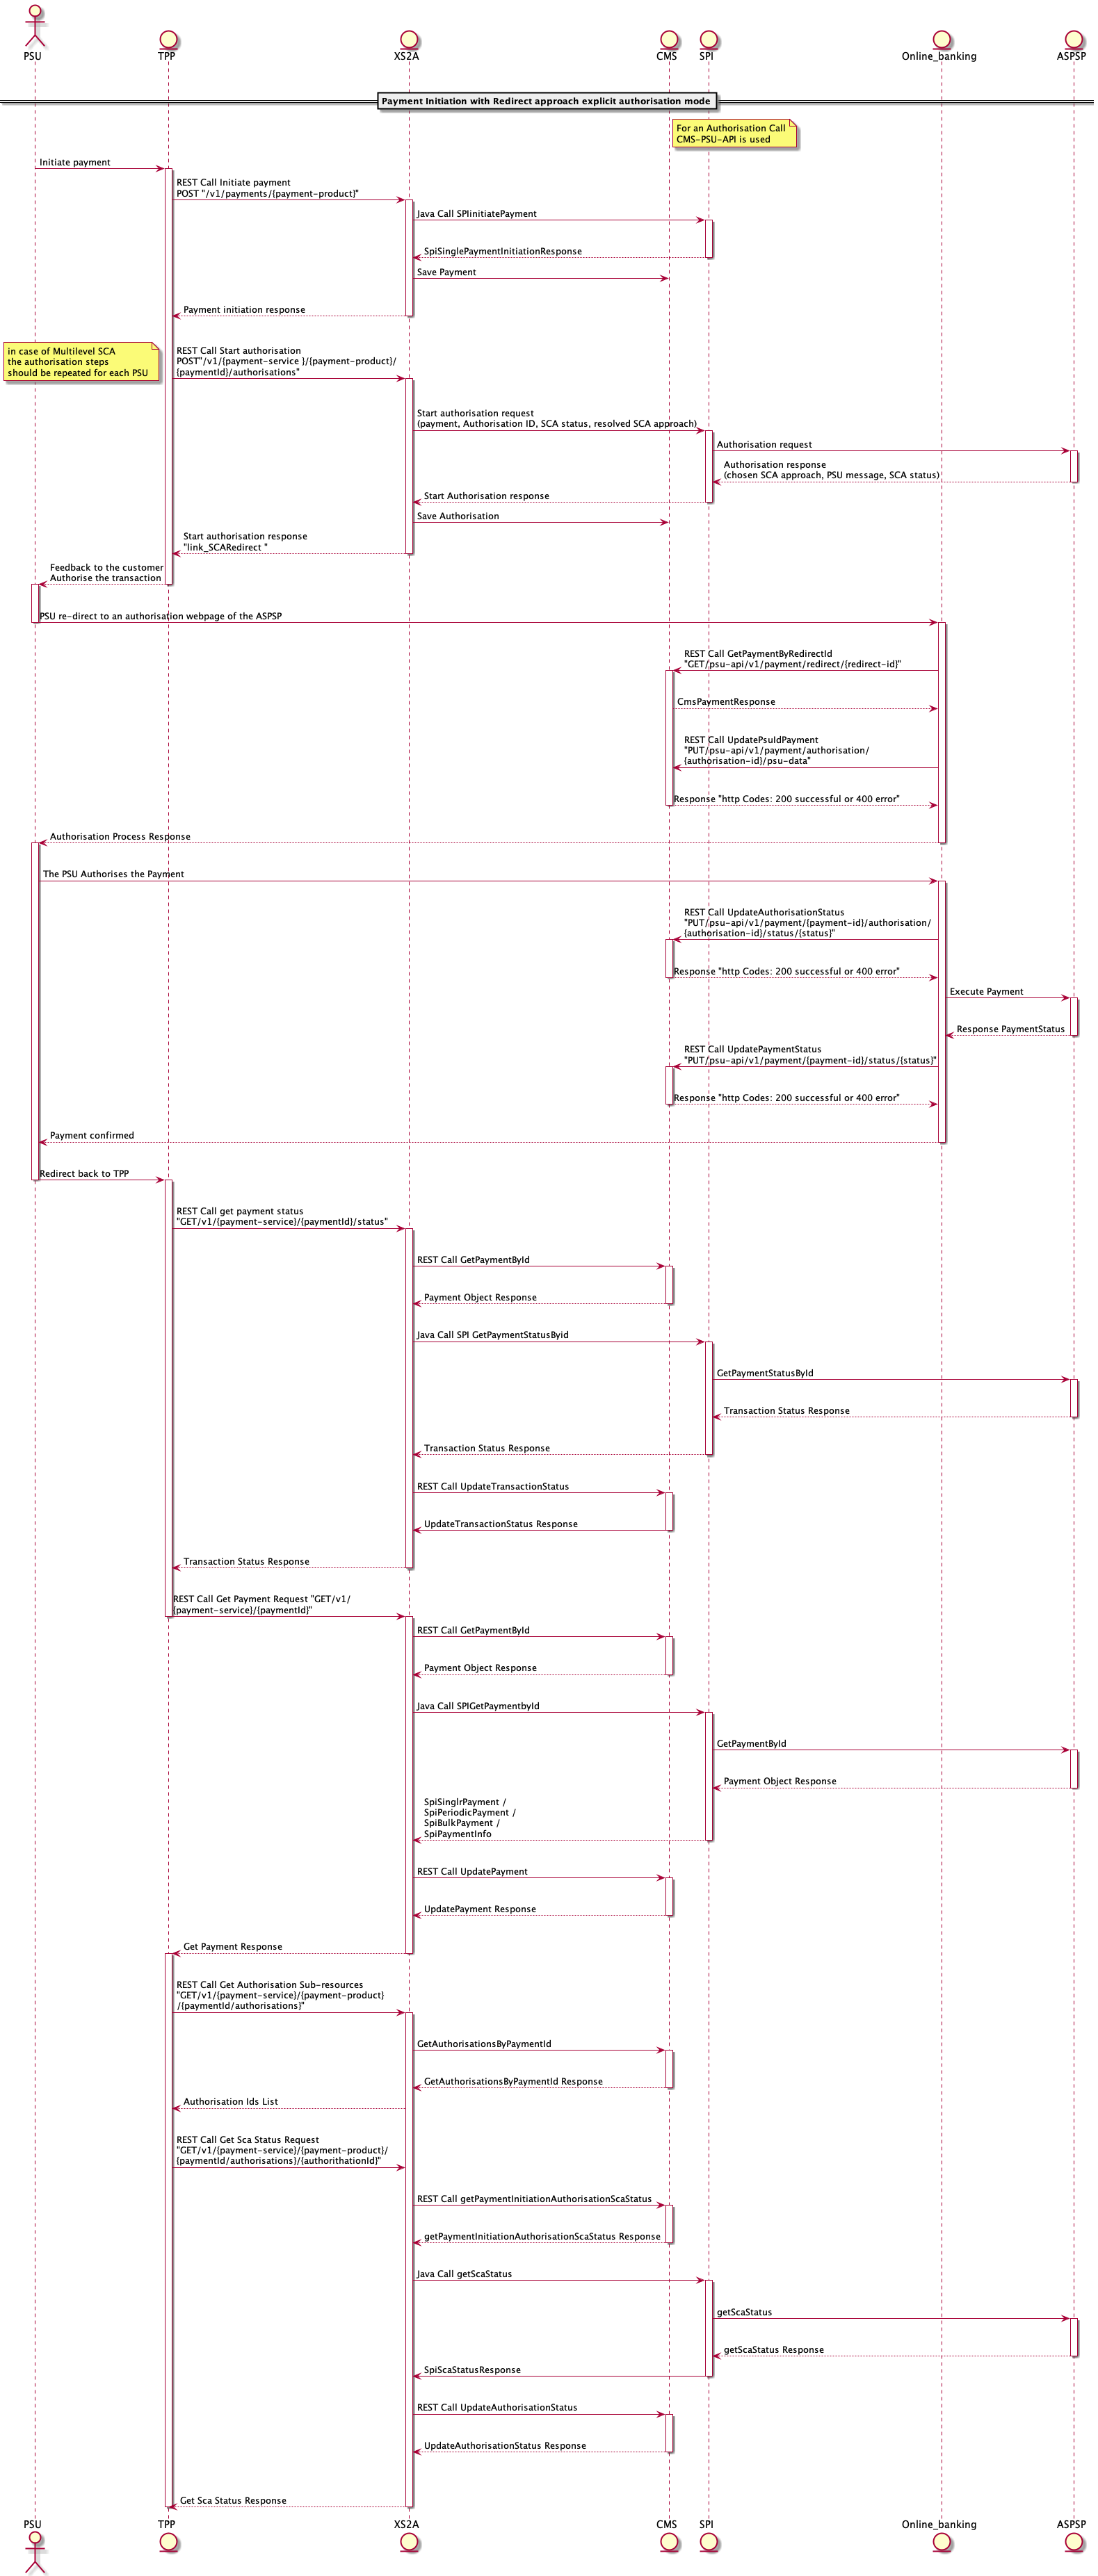 PSU
TPP
XS2A
CMS
SPI
Online_banking
ASPSP
Payment Initiation with Redirect approach explicit authorisation mode
For an Authorisation Call
CMS-PSU-API is used
Initiate payment
REST Call Initiate payment
POST "/v1/payments/{payment-product}"
Java Call SPIinitiatePayment
SpiSinglePaymentInitiationResponse
Save Payment
Payment initiation response
in case of Multilevel SCA
the authorisation steps
should be repeated for each PSU
REST Call Start authorisation
POST"/v1/{payment-service }/{payment-product}/
{paymentId}/authorisations"
Start authorisation request
(payment, Authorisation ID, SCA status, resolved SCA approach)
Authorisation request
Authorisation response
(chosen SCA approach, PSU message, SCA status)
Start Authorisation response
Save Authorisation
Start authorisation response
"link_SCARedirect "
Feedback to the customer
Authorise the transaction
PSU re-direct to an authorisation webpage of the ASPSP
REST Call GetPaymentByRedirectId
"GET/psu-api/v1/payment/redirect/{redirect-id}"
CmsPaymentResponse
REST Call UpdatePsuIdPayment
"PUT/psu-api/v1/payment/authorisation/
{authorisation-id}/psu-data"
Response "http Codes: 200 successful or 400 error"
Authorisation Process Response
The PSU Authorises the Payment
REST Call UpdateAuthorisationStatus
"PUT/psu-api/v1/payment/{payment-id}/authorisation/
{authorisation-id}/status/{status}"
Response "http Codes: 200 successful or 400 error"
Execute Payment
Response PaymentStatus
REST Call UpdatePaymentStatus
"PUT/psu-api/v1/payment/{payment-id}/status/{status}"
Response "http Codes: 200 successful or 400 error"
Payment confirmed
Redirect back to TPP
REST Call get payment status
"GET/v1/{payment-service}/{paymentId}/status"
REST Call GetPaymentById
Payment Object Response
Java Call SPI GetPaymentStatusByid
GetPaymentStatusById
Transaction Status Response
Transaction Status Response
REST Call UpdateTransactionStatus
UpdateTransactionStatus Response
Transaction Status Response
REST Call Get Payment Request "GET/v1/
{payment-service}/{paymentId}"
REST Call GetPaymentById
Payment Object Response
Java Call SPIGetPaymentbyId
GetPaymentById
Payment Object Response
SpiSinglrPayment /
SpiPeriodicPayment /
SpiBulkPayment /
SpiPaymentInfo
REST Call UpdatePayment
UpdatePayment Response
Get Payment Response
REST Call Get Authorisation Sub-resources
"GET/v1/{payment-service}/{payment-product}
/{paymentId/authorisations}"
GetAuthorisationsByPaymentId
GetAuthorisationsByPaymentId Response
Authorisation Ids List
REST Call Get Sca Status Request
"GET/v1/{payment-service}/{payment-product}/
{paymentId/authorisations}/{authorithationId}"
REST Call getPaymentInitiationAuthorisationScaStatus
getPaymentInitiationAuthorisationScaStatus Response
Java Call getScaStatus
getScaStatus
getScaStatus Response
SpiScaStatusResponse
REST Call UpdateAuthorisationStatus
UpdateAuthorisationStatus Response
Get Sca Status Response
PSU
TPP
XS2A
CMS
SPI
Online_banking
ASPSP